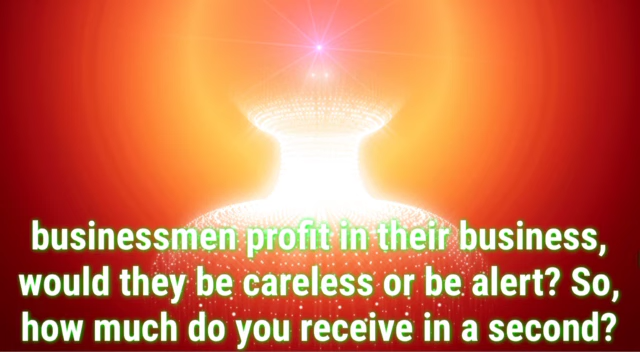 businessmen profit in their business,
would they be careless or be alert? So,
how much do you receive in a second?